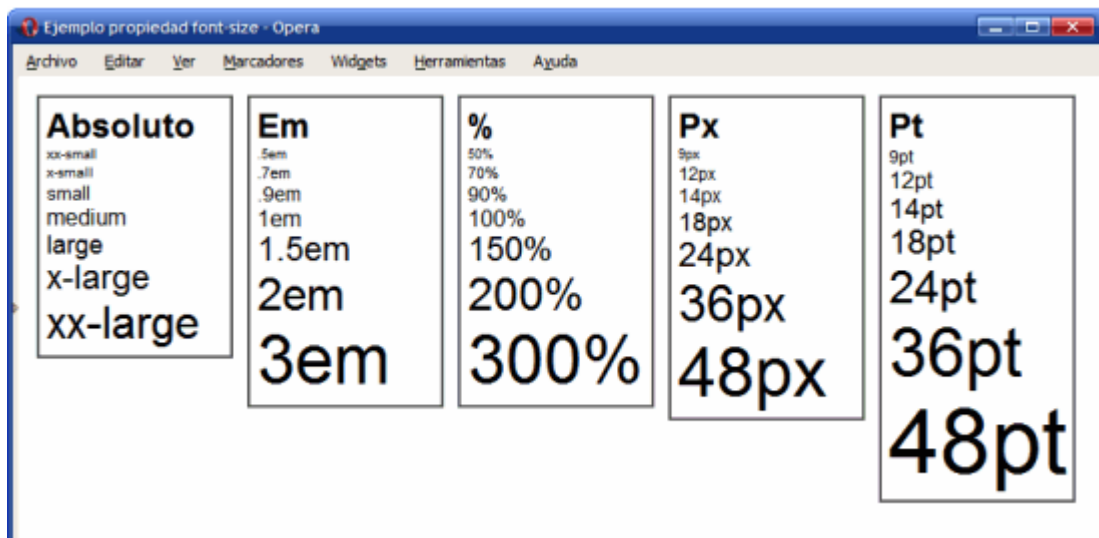 Ejemplo propiedad font-size - Opera
Archivo Editar Ver Marcadores Widgets Herramientas Ayuda
Absoluto
xx-small
x-small
small
medium
large
x-large
xx-large
Em
.5em
.7em
.9em
1em
1.5em
2em
3em
%
50%
70%
90%
100%
150%
200%
300%
Px
9px
12px
14px
18px
24px
36px
48px
Pt
9pt
12pt
14pt
18pt
24pt
36pt
48pt